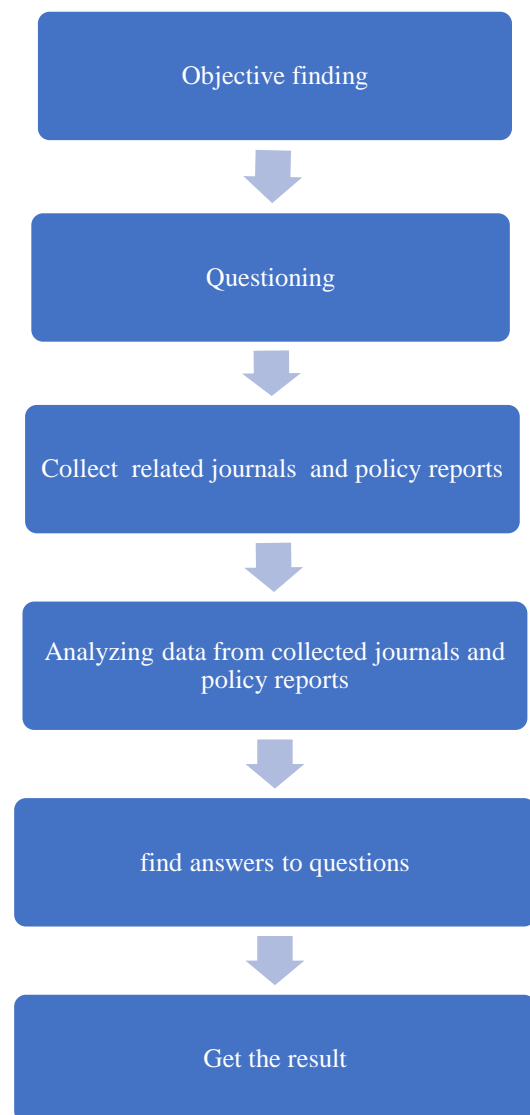 Objective finding
Questioning
Collect  related journals  and policy reports
Analyzing data from collected journals and
policy reports
find answers to questions
Get the result